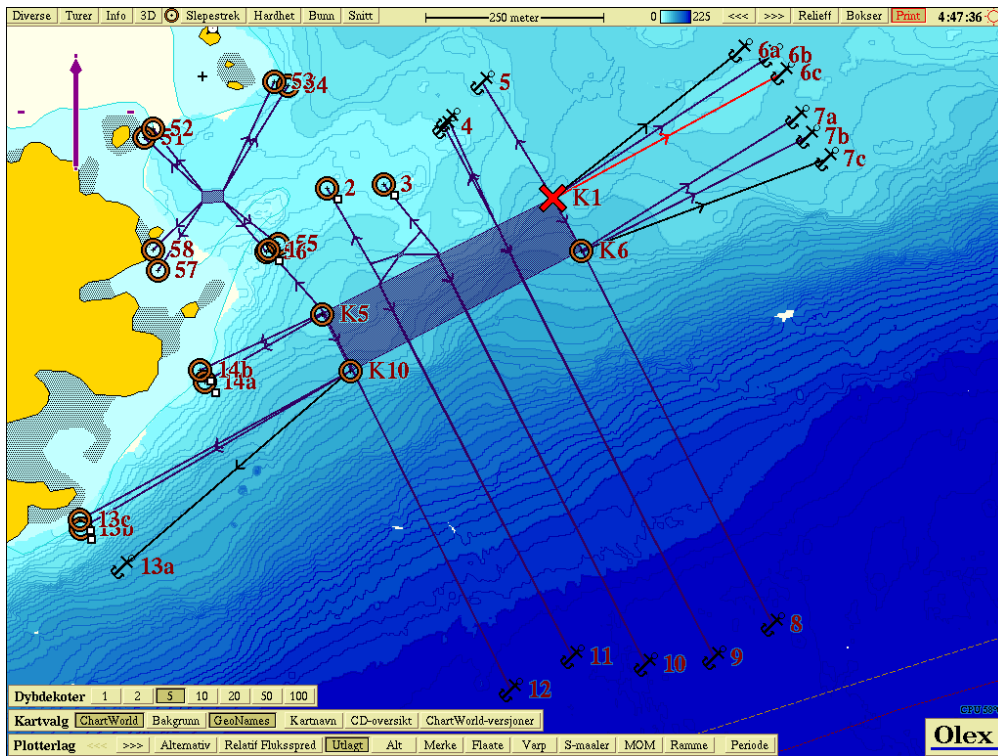 Diverse Turer Info 3D Slepestrek Hardhet Bunn Snitt 250 meter 0 225 <<< >>> Relieff Bokser Print 4:47:36
6a 6b
6c
5
53 54
7a
52
4
7b
51
7c
2 3
K1
55
58 56 K6
57
K5
14b K10
14a
13c
13b
13a
8
11 10 9
12
Dybdekoter 1 2 5 10 20 50 100
CPU 58%
Kartvalg ChartWorld Bakgrunn GeoNames Kartnavn CD-oversikt ChartWorld-versjoner
Plotterlag <<< >>> Alternativ Relatif Fluksspred Utlagt Alt Merke Flaate Varp S-maaler MOM Ramme Periode
Olex